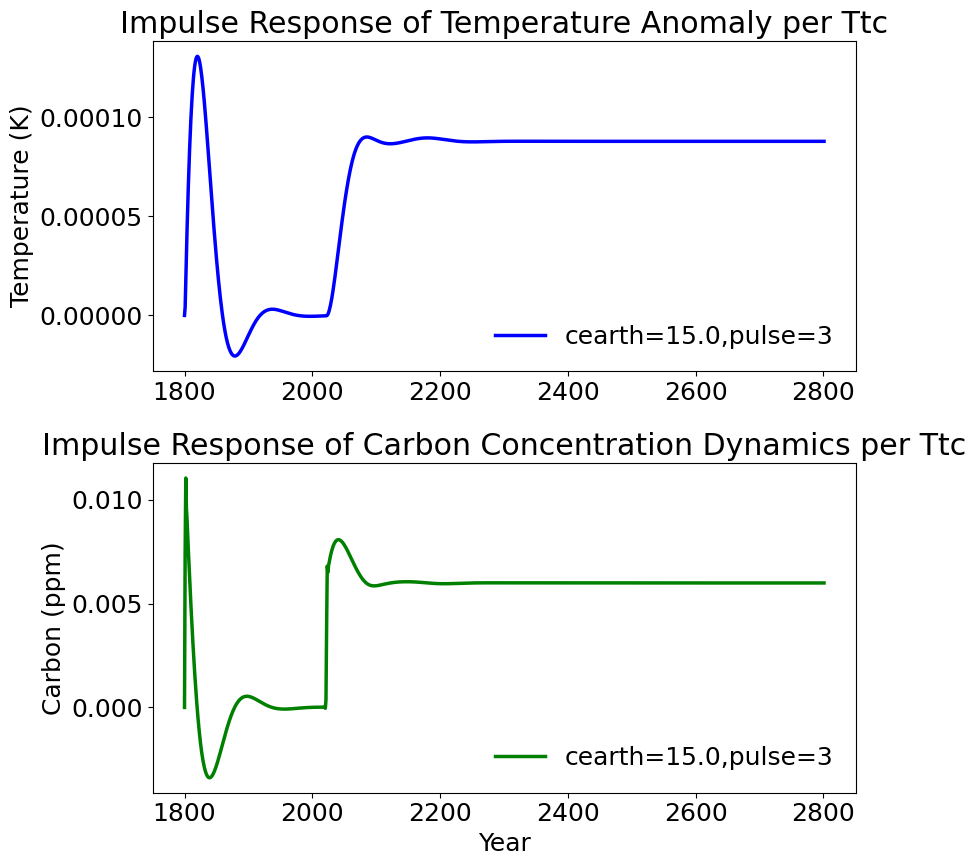 Impulse Response of Temperature Anomaly per Ttc
Temperature (K)
0.00010
0.00005
0.00000
cearth=15.0,pulse=3
1800 2000 2200 2400 2600 2800
Impulse Response of Carbon Concentration Dynamics per Ttc
Carbon (ppm)
0.010
0.005
0.000
cearth=15.0,pulse=3
1800 2000 2200 2400 2600 2800
Year